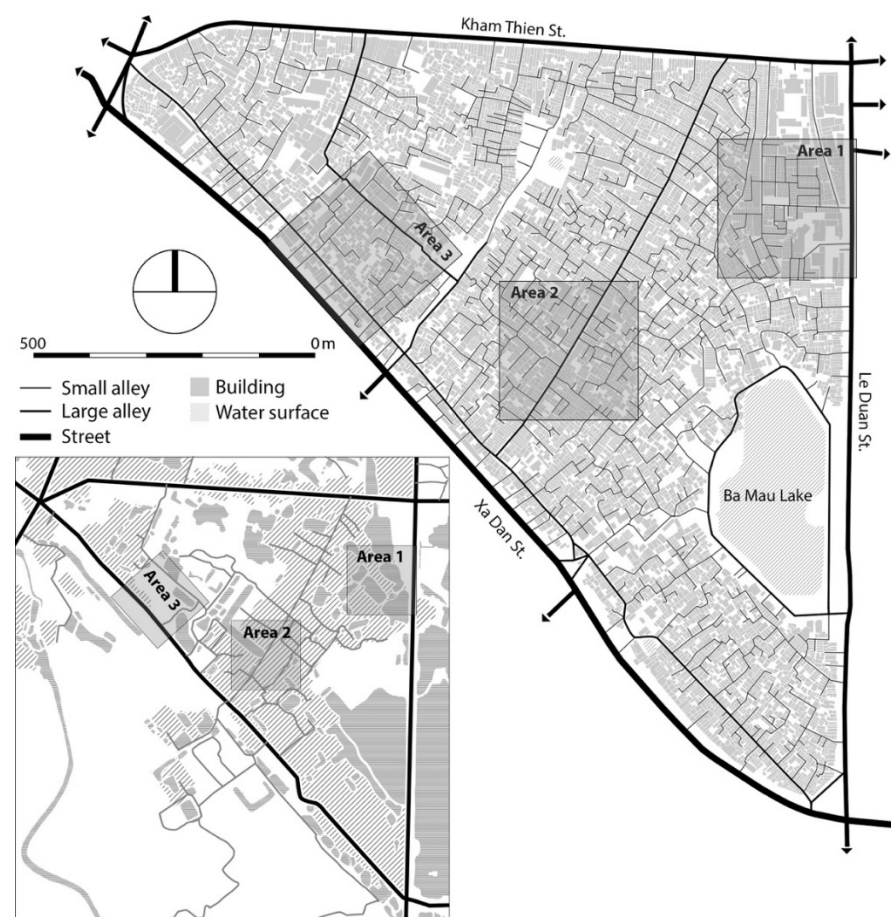 Kham Thien St.
Area 1
Area 3
Area 2
500
0 m
Small alley
Building
Large alley
Water surface
Street
Le Duan St.
Ba Mau Lake
Xa Dan St.
Area 1
Area 3
Area 2